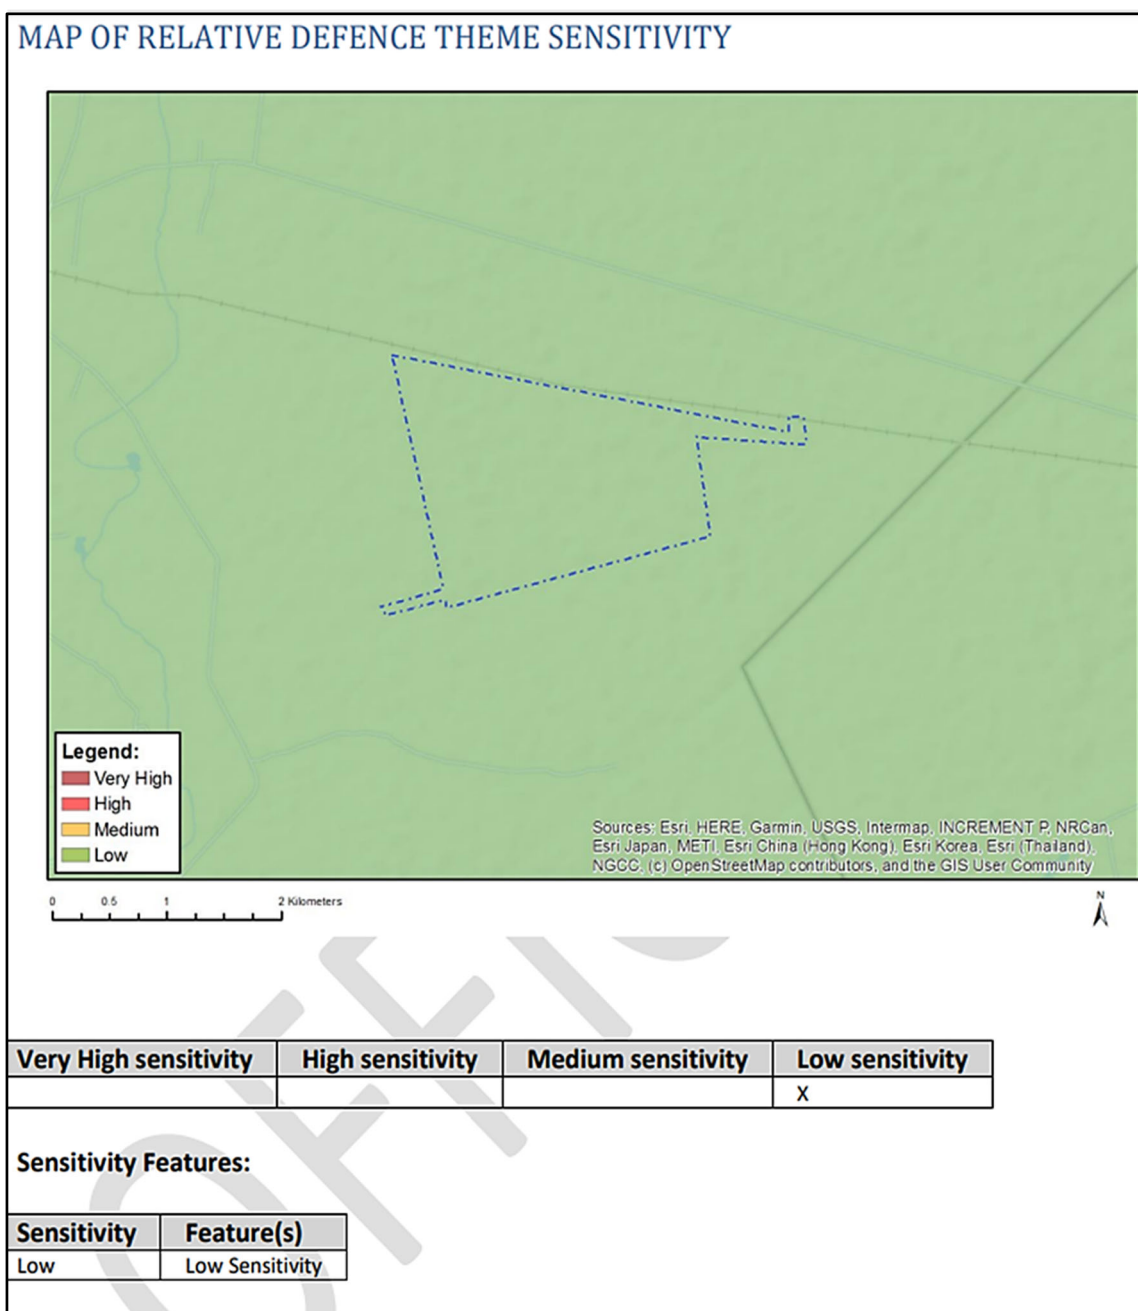 MAP OF RELATIVE DEFENCE THEME SENSITIVITY
Legend:
Very High
High
Medium
Low
Sources: Esri, HERE, Garmin, USGS, Intermap, INCREMENT P, NRCan,
Esri Japan, METI, Esri China (Hong Kong), Esri Korea, Esri (Thailand),
NGCC, (c) OpenStreetMap contributors, and the GIS User Community
0 0.5 1 2 Kilometers
N
Very High sensitivity High sensitivity Medium sensitivity Low sensitivity
X
Sensitivity Features:
Sensitivity Feature(s)
Low Low Sensitivity